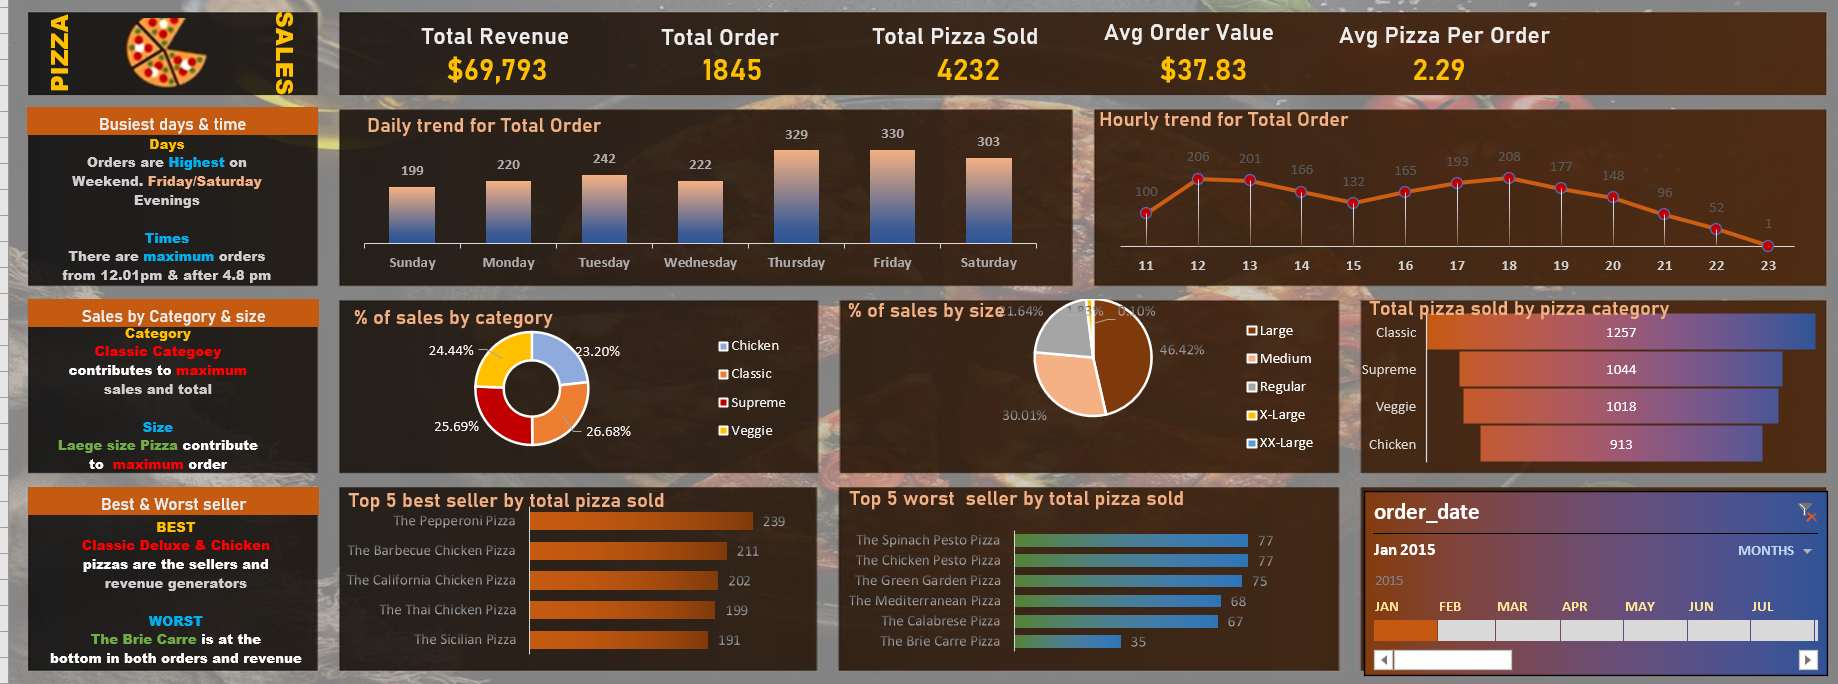 PIZZA
SALES
Total Revenue
$69,793
Total Order
1845
Total Pizza Sold
4232
Avg Order Value
$37.83
Avg Pizza Per Order
2.29
Busiest days & time
Days
Orders are Highest on
Weekend. Friday/Saturday
Evenings
Times
There are maximum orders
from 12.01pm & after 4.8 pm
Daily trend for Total Order
199
220
242
222
329
330
303
Sunday
Monday
Tuesday
Wednesday
Thursday
Friday
Saturday
Hourly trend for Total Order
100
206
201
166
132
165
193
208
177
148
96
52
1
11
12
13
14
15
16
17
18
19
20
21
22
23
Sales by Category & size
Category
Classic Categoey
contributes to maximum
sales and total
Size
Laege size Pizza contribute
to maximum order
% of sales by category
24.44%
23.20%
25.69%
26.68%
Chicken
Classic
Supreme
Veggie
% of sales by size
21.64%
1.83%
0.10%
46.42%
30.01%
Large
Medium
Regular
X-Large
XX-Large
Total pizza sold by pizza category
Classic 1257
Supreme 1044
Veggie 1018
Chicken 913
Best & Worst seller
BEST
Classic Deluxe & Chicken
pizzas are the sellers and
revenue generators
WORST
The Brie Carre is at the
bottom in both orders and revenue
Top 5 best seller by total pizza sold
The Pepperoni Pizza 239
The Barbecue Chicken Pizza 211
The California Chicken Pizza 202
The Thai Chicken Pizza 199
The Sicilian Pizza 191
Top 5 worst  seller by total pizza sold
The Spinach Pesto Pizza 77
The Chicken Pesto Pizza 77
The Green Garden Pizza 75
The Mediterranean Pizza 68
The Calabrese Pizza 67
The Brie Carre Pizza 35
order_date
Jan 2015
MONTHS
2015
JAN FEB MAR APR MAY JUN JUL